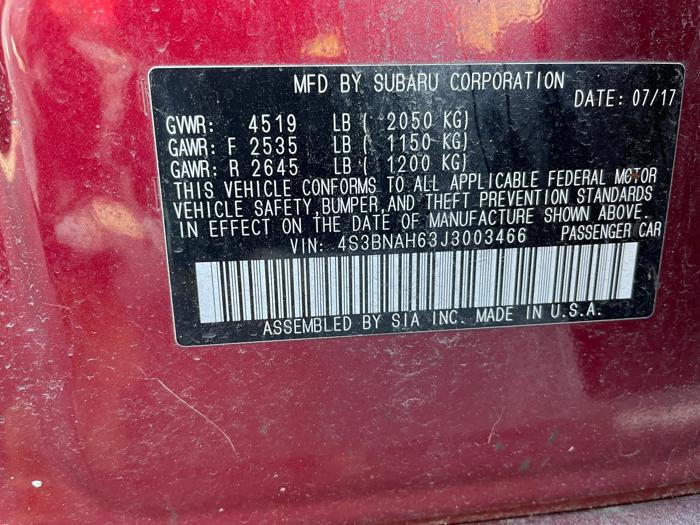 MFD BY SUBARU CORPORATION
DATE: 07/17
GVWR: 4519 LB ( 2050 KG)
GAWR: F 2535 LB ( 1150 KG)
GAWR: R 2645 LB ( 1200 KG)
THIS VEHICLE CONFORMS TO ALL APPLICABLE FEDERAL MOTOR
VEHICLE SAFETY BUMPER, AND THEFT PREVENTION STANDARDS
IN EFFECT ON THE DATE OF MANUFACTURE SHOWN ABOVE.
VIN: 4S3BNAH63J3003466 PASSENGER CAR
ASSEMBLED BY SIA INC. MADE IN U.S.A.